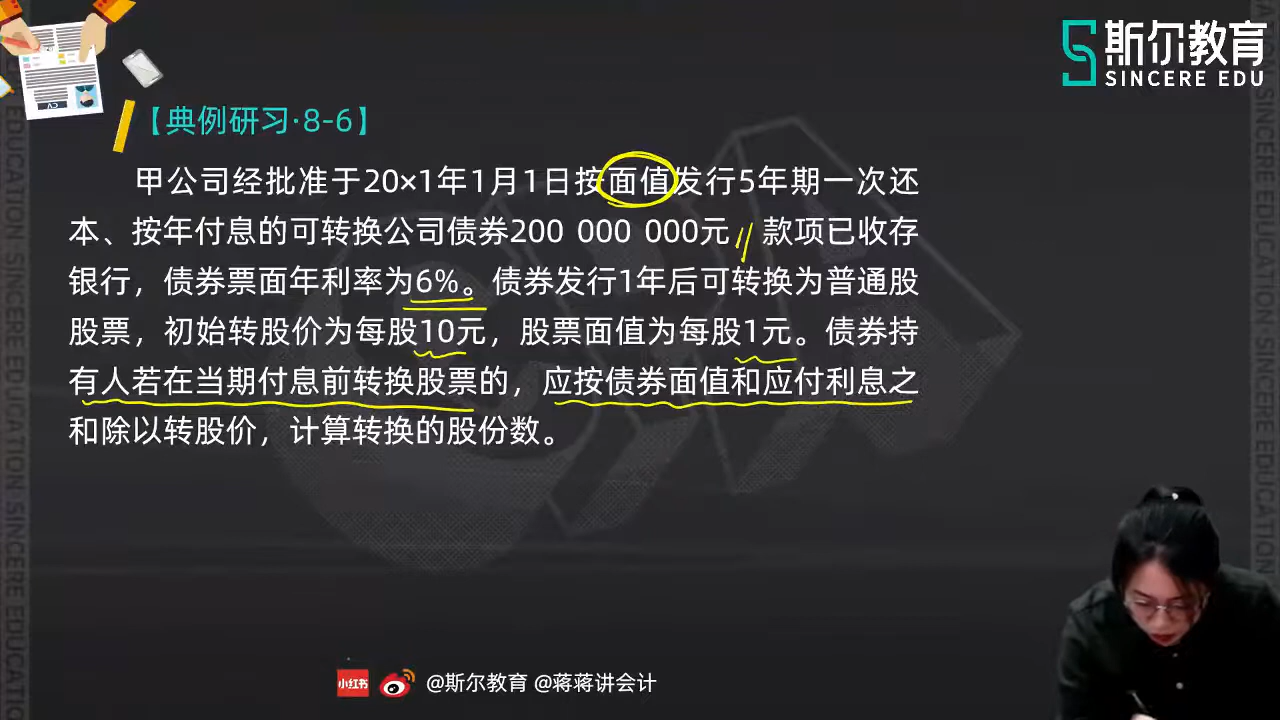 斯尔教育
SINCERE EDU
【典例研习·8-6】
甲公司经批准于20×1年1月1日按面值发行5年期一次还
本、按年付息的可转换公司债券200 000 000元,款项已收存
银行，债券票面年利率为6%。债券发行1年后可转换为普通股
股票，初始转股价为每股10元，股票面值为每股1元。债券持
有人若在当期付息前转换股票的，应按债券面值和应付利息之
和除以转股价，计算转换的股份数。
小红书 @斯尔教育 @蒋蒋讲会计
EDUCATION SINCERE EDUCATION SINCERE EDUCATION